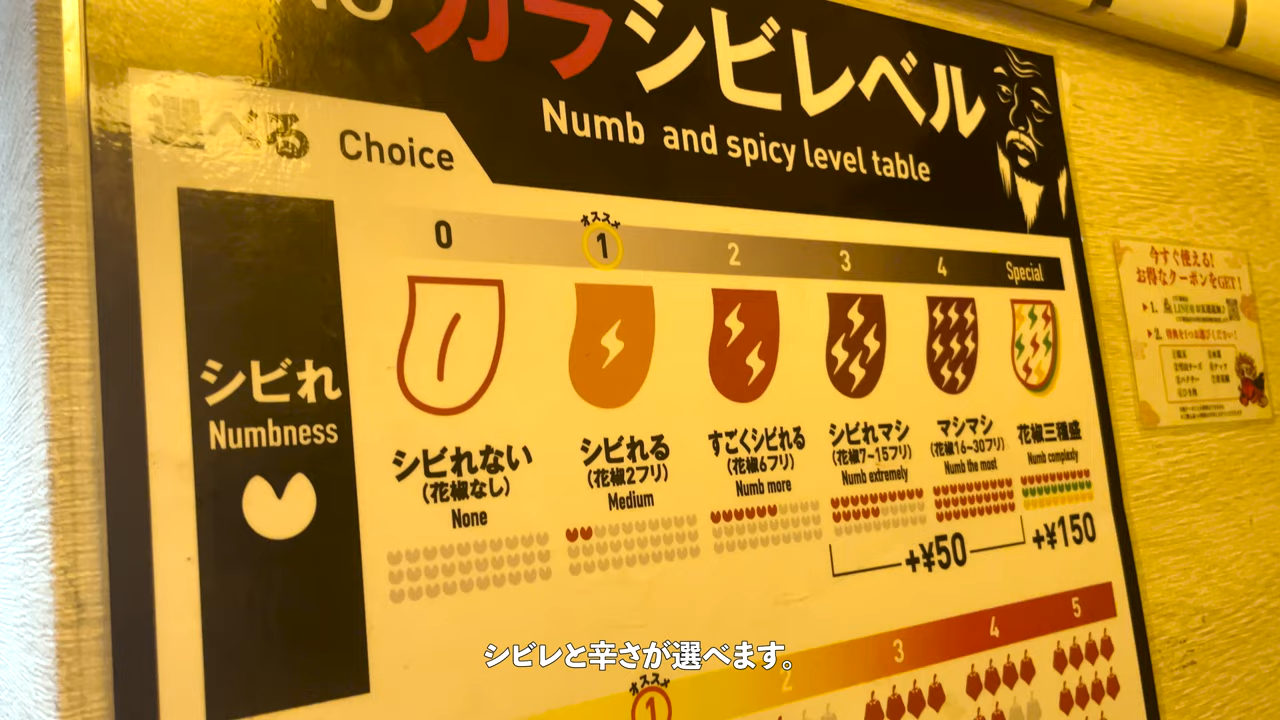 カラシビレベル
Numb and spicy level table
選べる Choice
0
オススメ
1
2
3
4
Special
シビれ
Numbness
シビれない
(花椒なし)
None
シビれる
(花椒2フリ)
Medium
すごくシビれる
(花椒6フリ)
Numb more
シビれマシ
(花椒7~15フリ)
Numb extremely
マシマシ
(花椒16~30フリ)
Numb the most
花椒三種盛
Numb complexly
+¥50
+¥150
オススメ
1
2
3
4
5
シビレと辛さが選べます。
今すぐ使える!
お得なクーポンをGET!